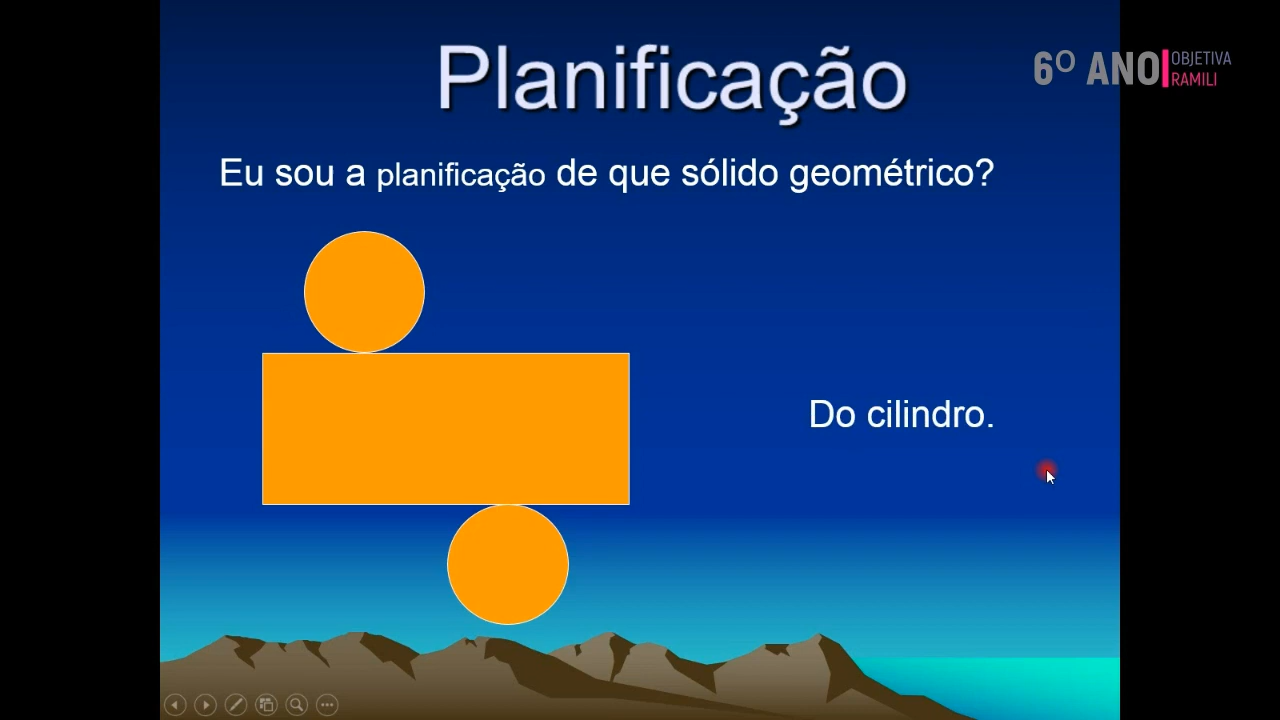 Planificação
6º ANO OBJETIVA
RAMILI
Eu sou a planificação de que sólido geométrico?
Do cilindro.